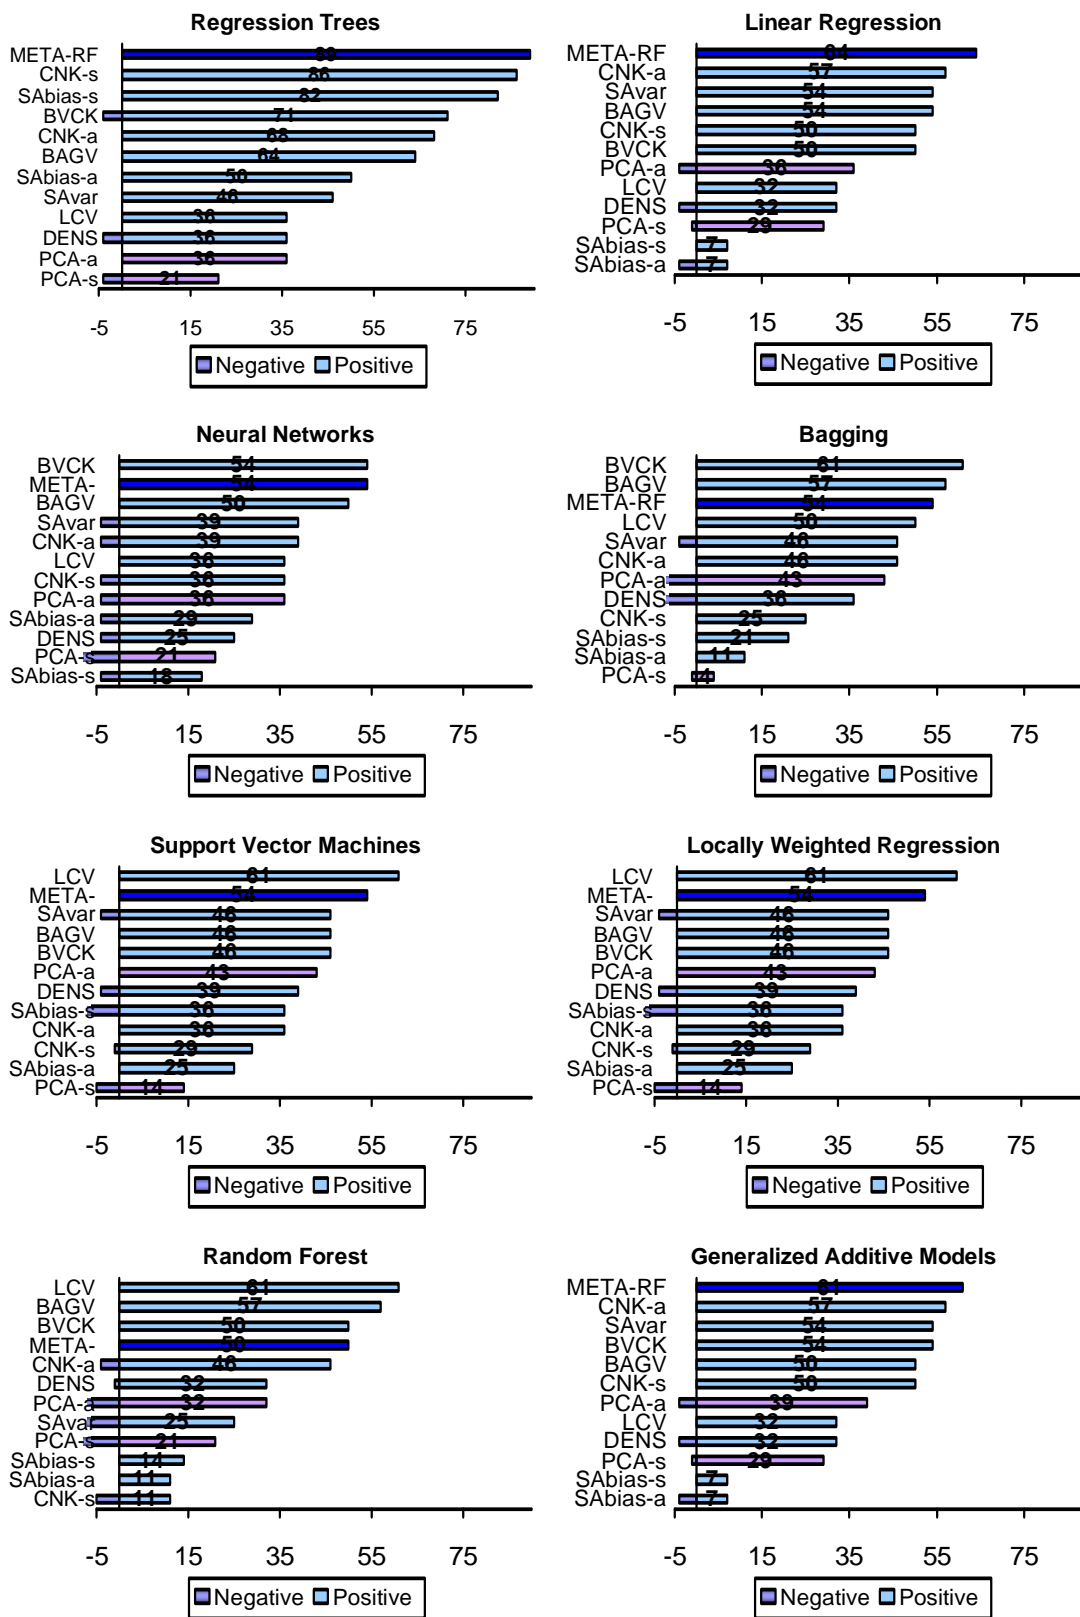 Regression Trees
META-RF 89
CNK-s 86
SAbias-s 82
BVCK 71
CNK-a 68
BAGV 64
SAbias-a 50
SAvar 46
LCV 36
DENS 36
PCA-a 36
PCA-s 21
-5 15 35 55 75
Negative Positive
Linear Regression
META-RF 64
CNK-a 57
SAvar 54
BAGV 54
CNK-s 50
BVCK 50
PCA-a 36
LCV 32
DENS 32
PCA-s 29
SAbias-s 7
SAbias-a 7
-5 15 35 55 75
Negative Positive
Neural Networks
BVCK 54
META- 54
BAGV 50
SAvar 39
CNK-a 39
LCV 36
CNK-s 36
PCA-a 36
SAbias-a 29
DENS 25
PCA-s 21
SAbias-s 18
-5 15 35 55 75
Negative Positive
Bagging
BVCK 61
BAGV 57
META-RF 54
LCV 50
SAvar 46
CNK-a 46
PCA-a 43
DENS 36
CNK-s 25
SAbias-s 21
SAbias-a 11
PCA-s 4
-5 15 35 55 75
Negative Positive
Support Vector Machines
LCV 61
META- 54
SAvar 46
BAGV 46
BVCK 46
PCA-a 43
DENS 39
SAbias-s 36
CNK-a 36
CNK-s 29
SAbias-a 25
PCA-s 14
-5 15 35 55 75
Negative Positive
Locally Weighted Regression
LCV 61
META- 54
SAvar 46
BAGV 46
BVCK 46
PCA-a 43
DENS 39
SAbias-s 36
CNK-a 36
CNK-s 29
SAbias-a 25
PCA-s 14
-5 15 35 55 75
Negative Positive
Random Forest
LCV 61
BAGV 57
BVCK 50
META- 50
CNK-a 46
DENS 32
PCA-a 32
SAvar 25
PCA-s 21
SAbias-s 14
SAbias-a 11
CNK-s 11
-5 15 35 55 75
Negative Positive
Generalized Additive Models
META-RF 61
CNK-a 57
SAvar 54
BVCK 54
BAGV 50
CNK-s 50
PCA-a 39
LCV 32
DENS 32
PCA-s 29
SAbias-s 7
SAbias-a 7
-5 15 35 55 75
Negative Positive